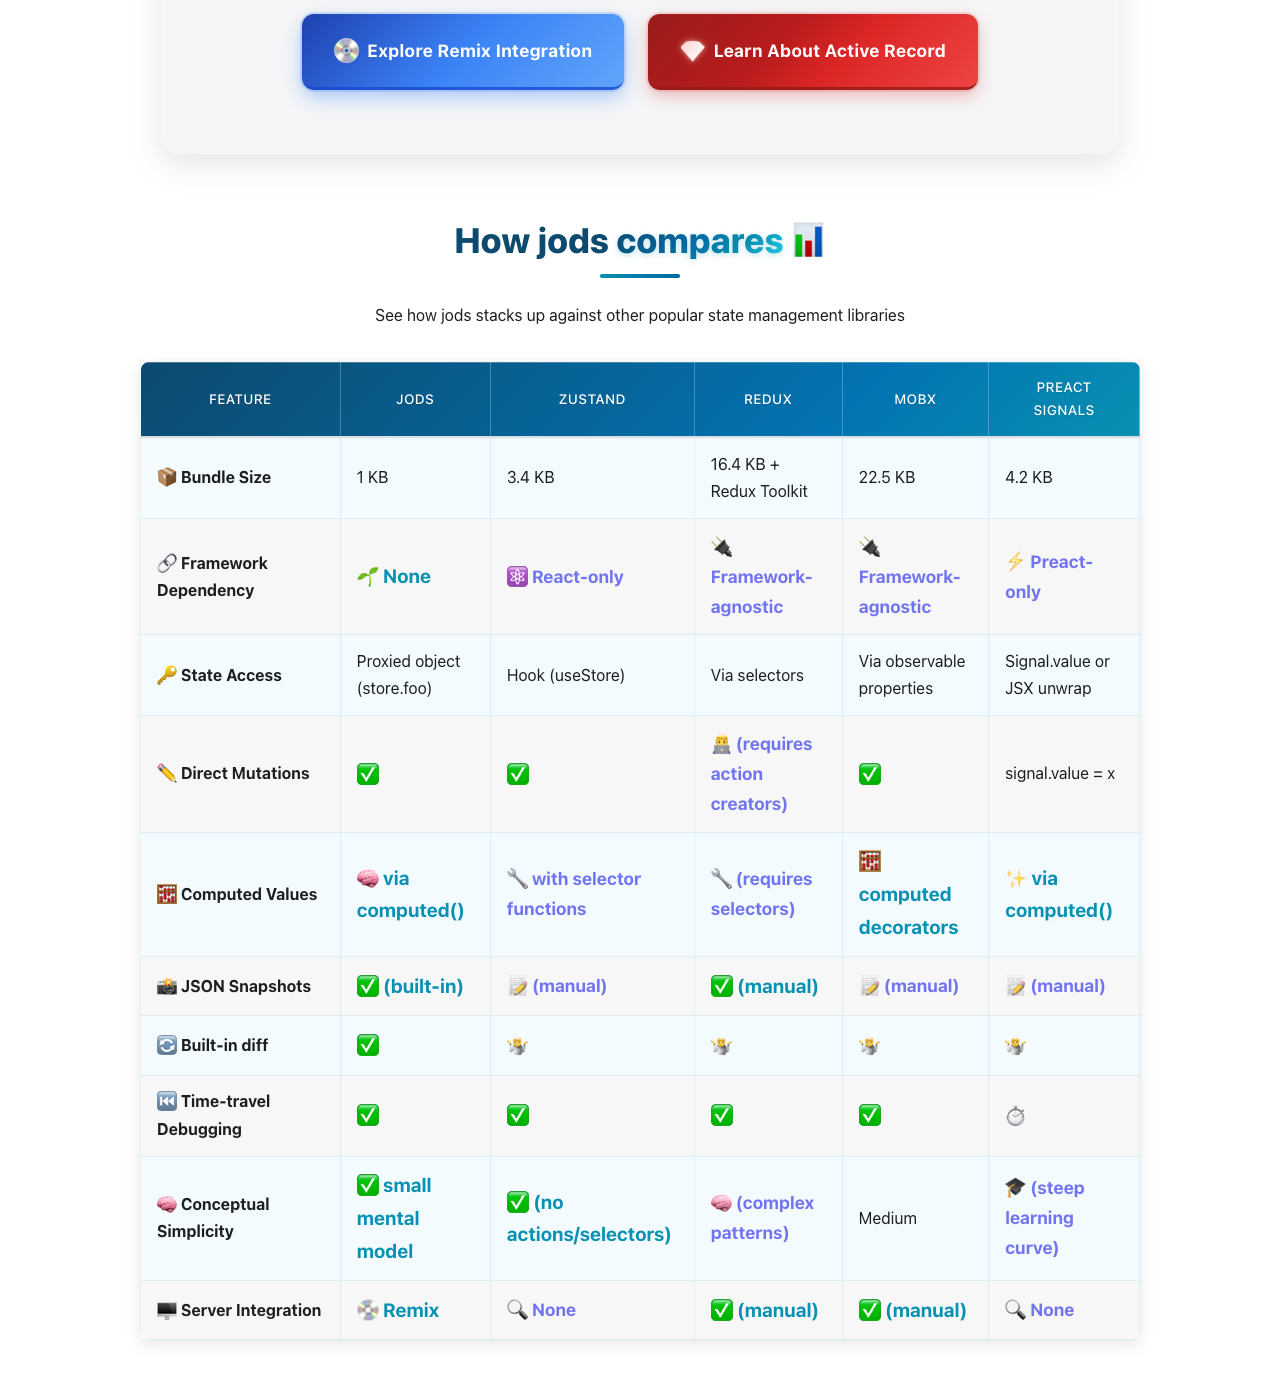 Explore Remix Integration
Learn About Active Record
How jods compares
See how jods stacks up against other popular state management libraries
FEATURE
JODS
ZUSTAND
REDUX
MOBX
PREACT
SIGNALS
Bundle Size
1 KB
3.4 KB
16.4 KB +
Redux Toolkit
22.5 KB
4.2 KB
Framework
Dependency
None
React-only
Framework-
agnostic
Framework-
agnostic
Preact-
only
State Access
Proxied object
(store.foo)
Hook (useStore)
Via selectors
Via observable
properties
Signal.value or
JSX unwrap
Direct Mutations
(requires
action
creators)
signal.value = x
Computed Values
via
computed()
with selector
functions
(requires
selectors)
computed
decorators
via
computed()
JSON Snapshots
(built-in)
(manual)
(manual)
(manual)
(manual)
Built-in diff
Time-travel
Debugging
Conceptual
Simplicity
small
mental
model
(no
actions/selectors)
(complex
patterns)
Medium
(steep
learning
curve)
Server Integration
Remix
None
(manual)
(manual)
None